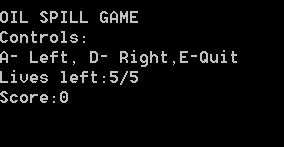 OIL SPILL GAME
Controls:
A- Left, D- Right,E-Quit
Lives left:5/5
Score:0